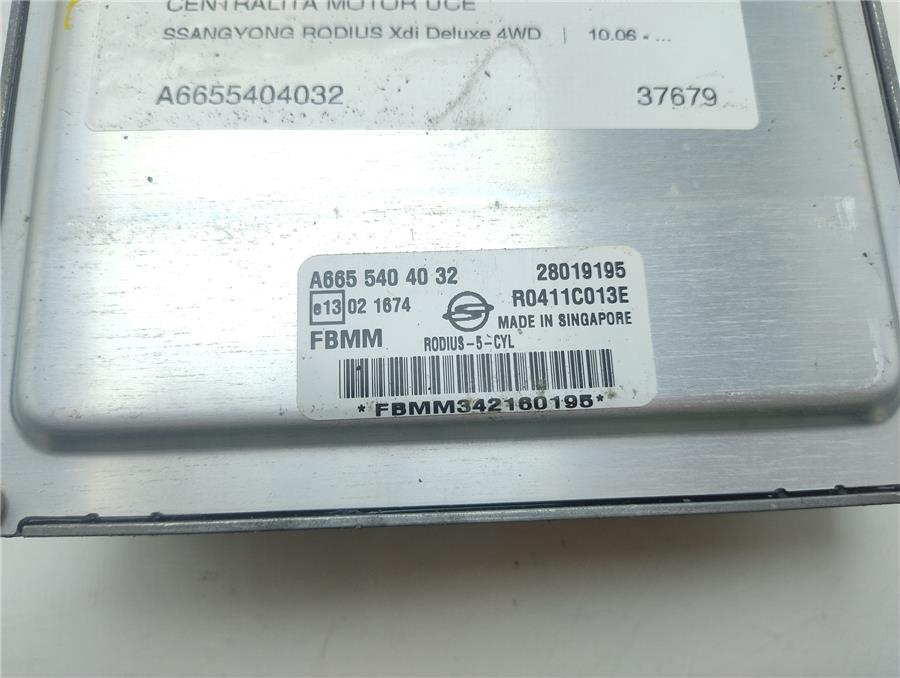 CENTRALITA MOTOR UCE
SSANGYONG RODIUS Xdi Deluxe 4WD | 10.06 - ...
A6655404032 37679
A665 540 40 32 28019195
e13 02 1674 R0411C013E
MADE IN SINGAPORE
FBMM RODIUS-5-CYL
*FBMM342160195*